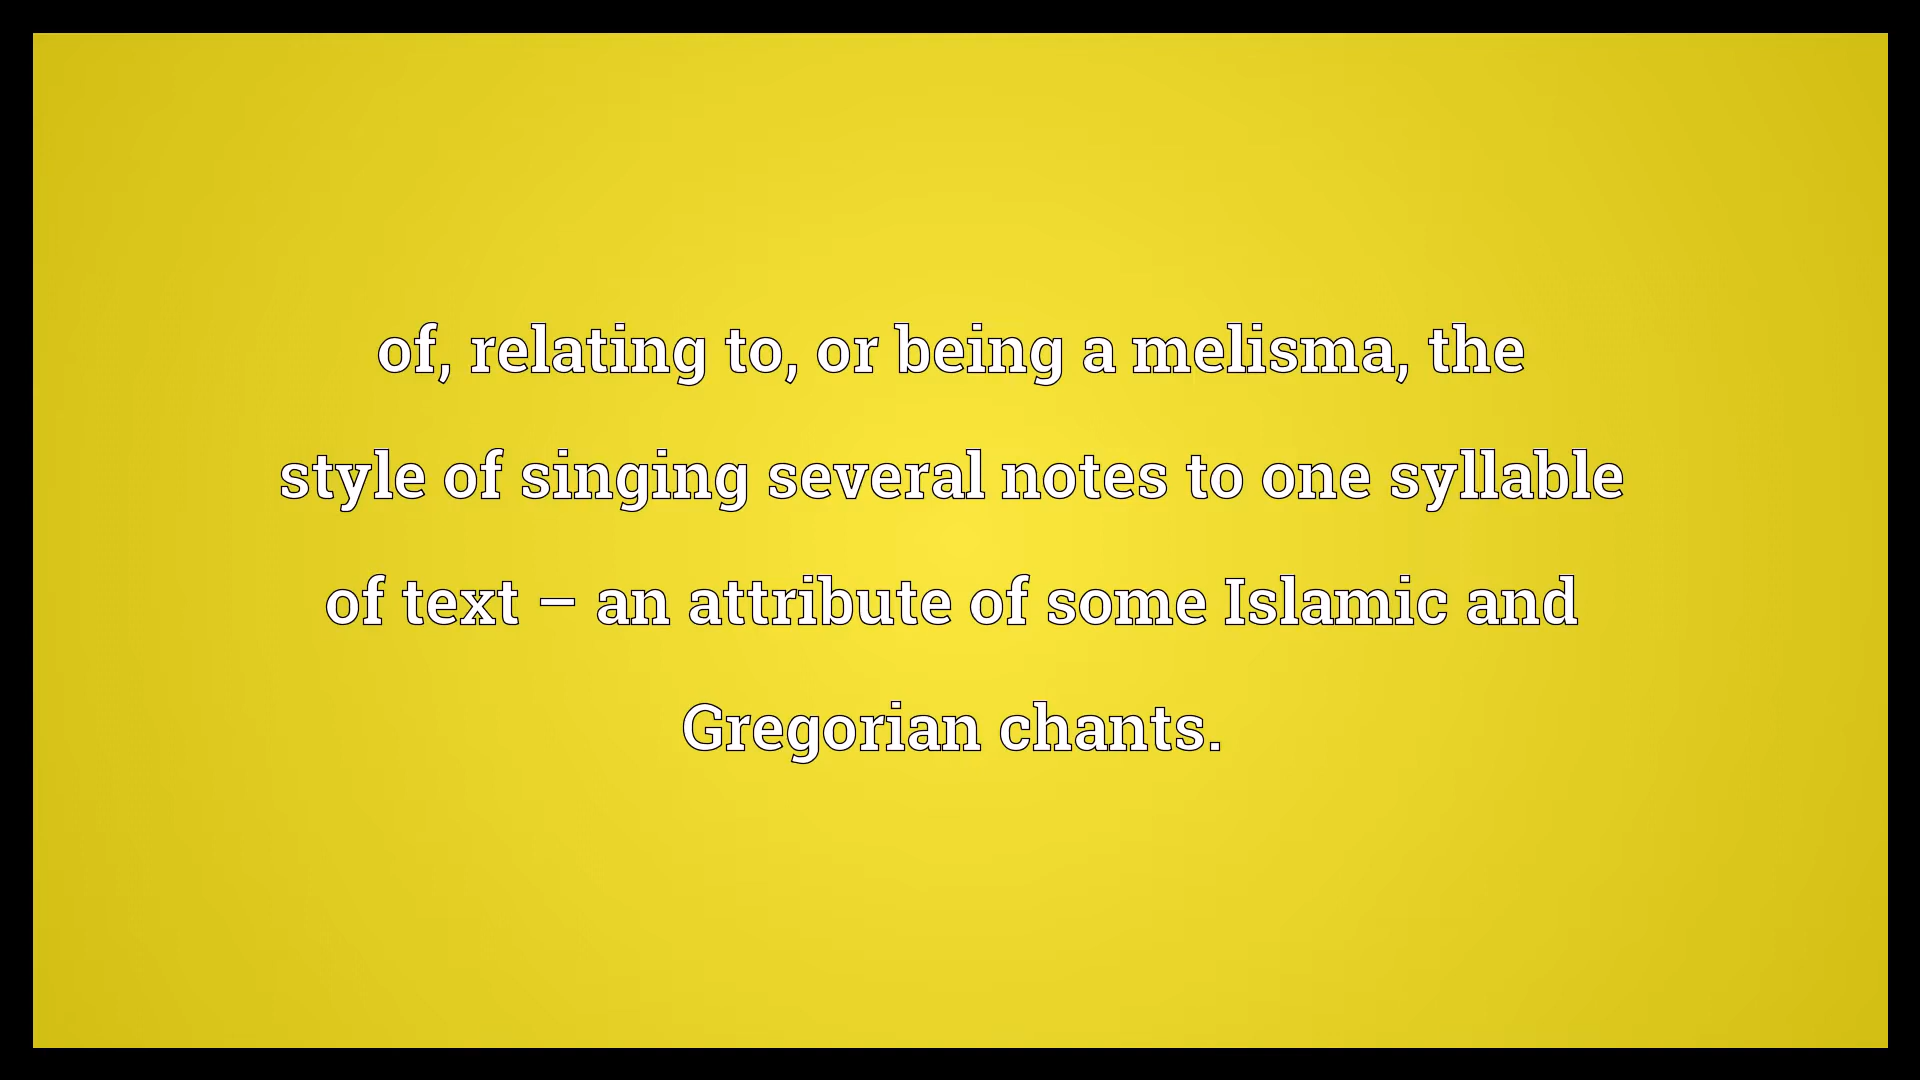 of, relating to, or being a melisma, the
style of singing several notes to one syllable
of text – an attribute of some Islamic and
Gregorian chants.